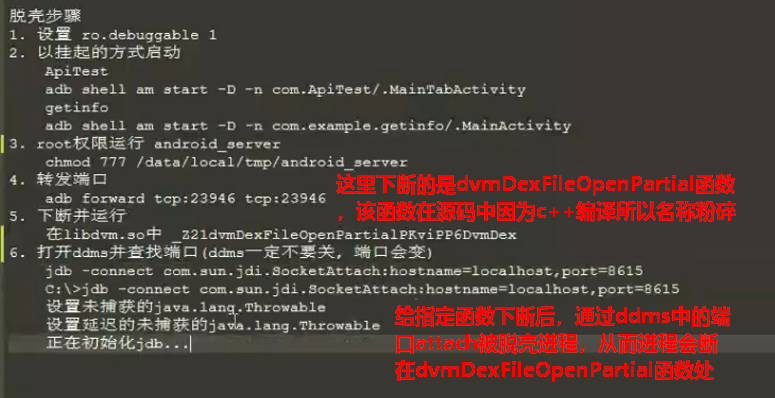 脱壳步骤
1. 设置 ro.debuggable 1
2. 以挂起的方式启动
ApiTest
adb shell am start -D -n com.ApiTest/.MainTabActivity
getinfo
adb shell am start -D -n com.example.getinfo/.MainActivity
3. root权限运行 android_server
chmod 777 /data/local/tmp/android_server
4. 转发端口
adb forward tcp:23946 tcp:23946
这里下断的是dvmDexFileOpenPartial函数
，该函数在源码中因为c++编译所以名称粉碎
5. 下断并运行
在libdvm.so中 _Z21dvmDexFileOpenPartialPKviPP6DvmDex
6. 打开ddms并查找端口(ddms一定不要关，端口会变)
jdb -connect com.sun.jdi.SocketAttach:hostname=localhost,port=8615
C:\>jdb -connect com.sun.jdi.SocketAttach:hostname=localhost,port=8615
设置未捕获的java.lang.Throwable
设置延迟的未捕获的java.lang.Throwable
正在初始化jdb...
给指定函数下断后，通过ddms中的端
口attach被脱壳进程，从而进程会断
在dvmDexFileOpenPartial函数处